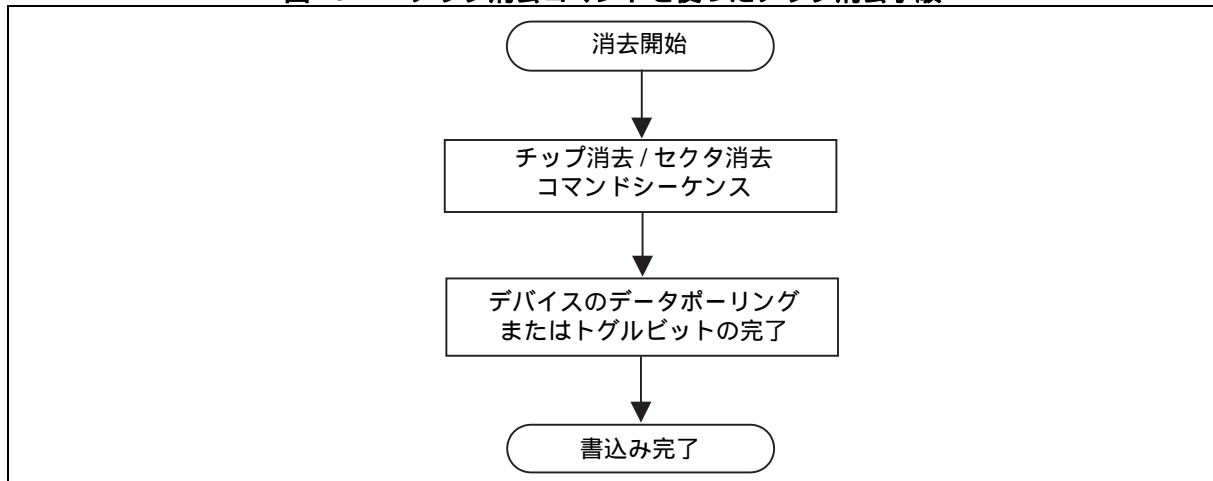 消去開始
チップ消去 / セクタ消去
コマンドシーケンス
デバイスのデータポーリング
またはトグルビットの完了
書込み完了